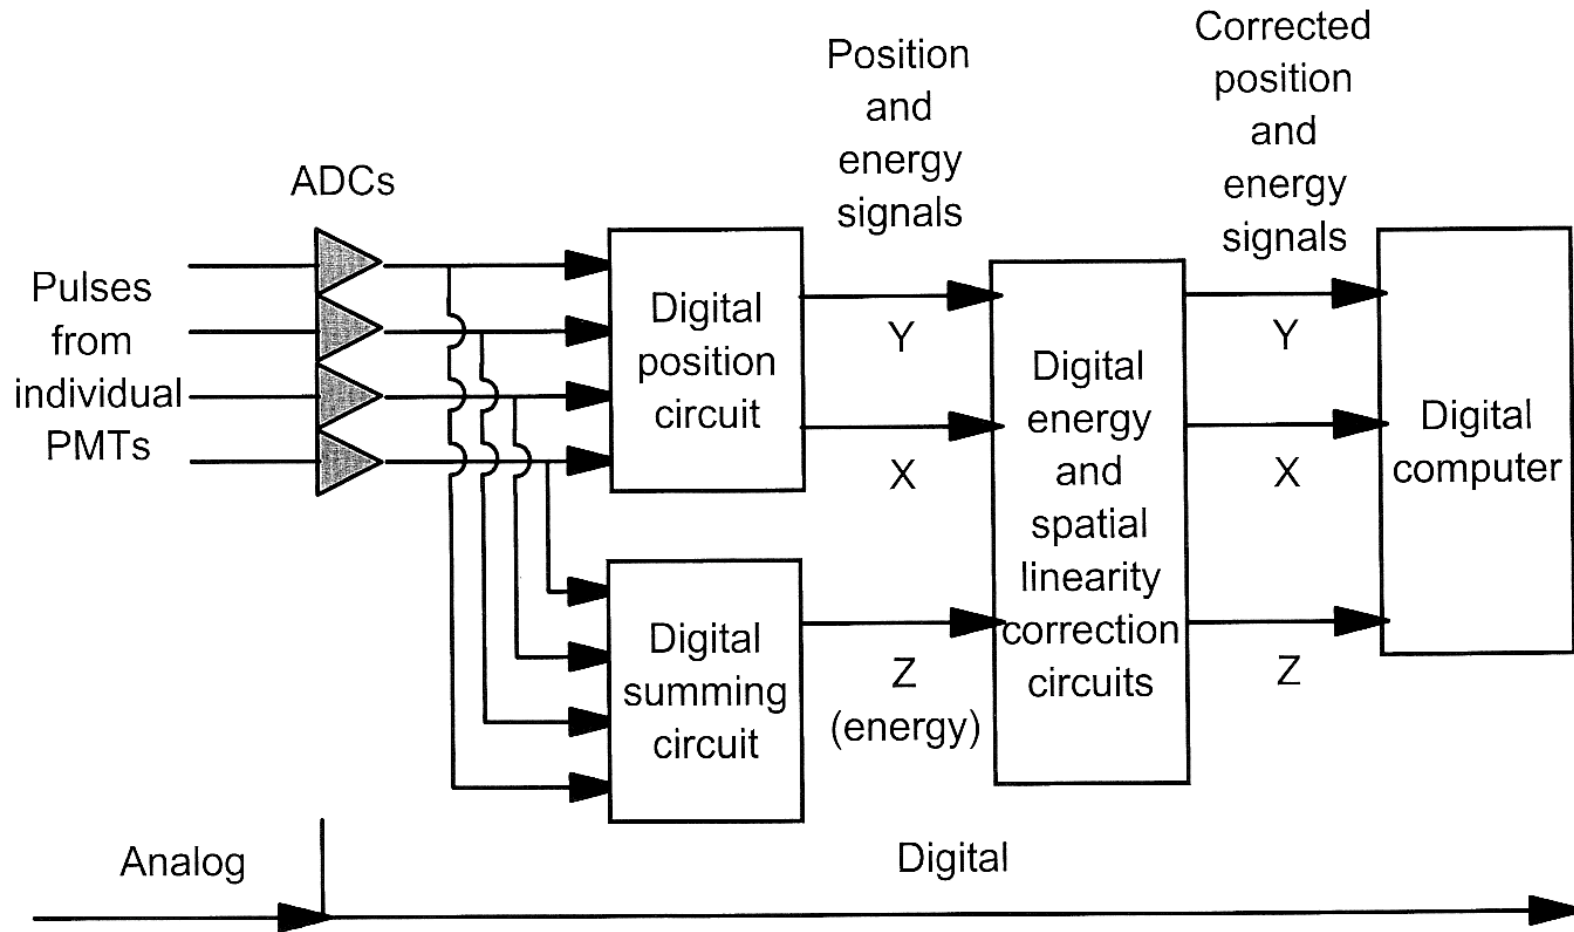 Position
and
energy
signals
Corrected
position
and
energy
signals
ADCs
Pulses
from
individual
PMTs
Digital
position
circuit
Y
X
Digital
summing
circuit
Z
(energy)
Digital
energy
and
spatial
linearity
correction
circuits
Y
X
Z
Digital
computer
Analog
Digital